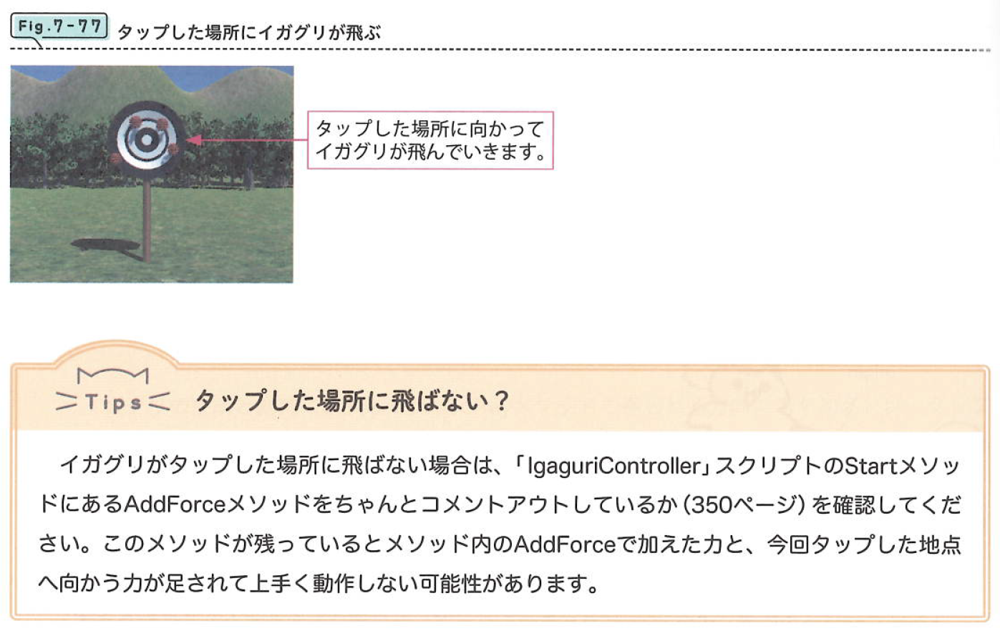 Fig.7-77 タップした場所にイガグリが飛ぶ
タップした場所に向かって
イガグリが飛んでいきます。
Tips タップした場所に飛ばない？
イガグリがタップした場所に飛ばない場合は、「IgaguriController」スクリプトのStartメソッ
ドにあるAddForceメソッドをちゃんとコメントアウトしているか（350ページ）を確認してくだ
さい。このメソッドが残っているとメソッド内のAddForceで加えた力と、今回タップした地点
へ向かう力が足されて上手く動作しない可能性があります。